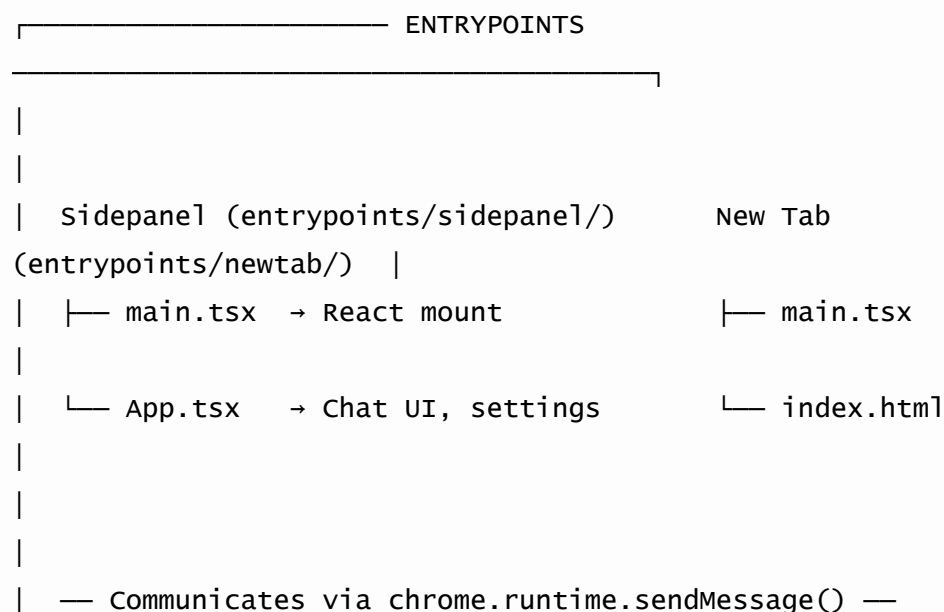 ┌─────────────────────── ENTRYPOINTS
────────────────────────────────────────┐
│
│
│  Sidepanel (entrypoints/sidepanel/)      New Tab
(entrypoints/newtab/)  │
│  ├── main.tsx  → React mount             ├── main.tsx
│
│  └── App.tsx   → Chat UI, settings       └── index.html
│
│
│
│  ── Communicates via chrome.runtime.sendMessage() ──